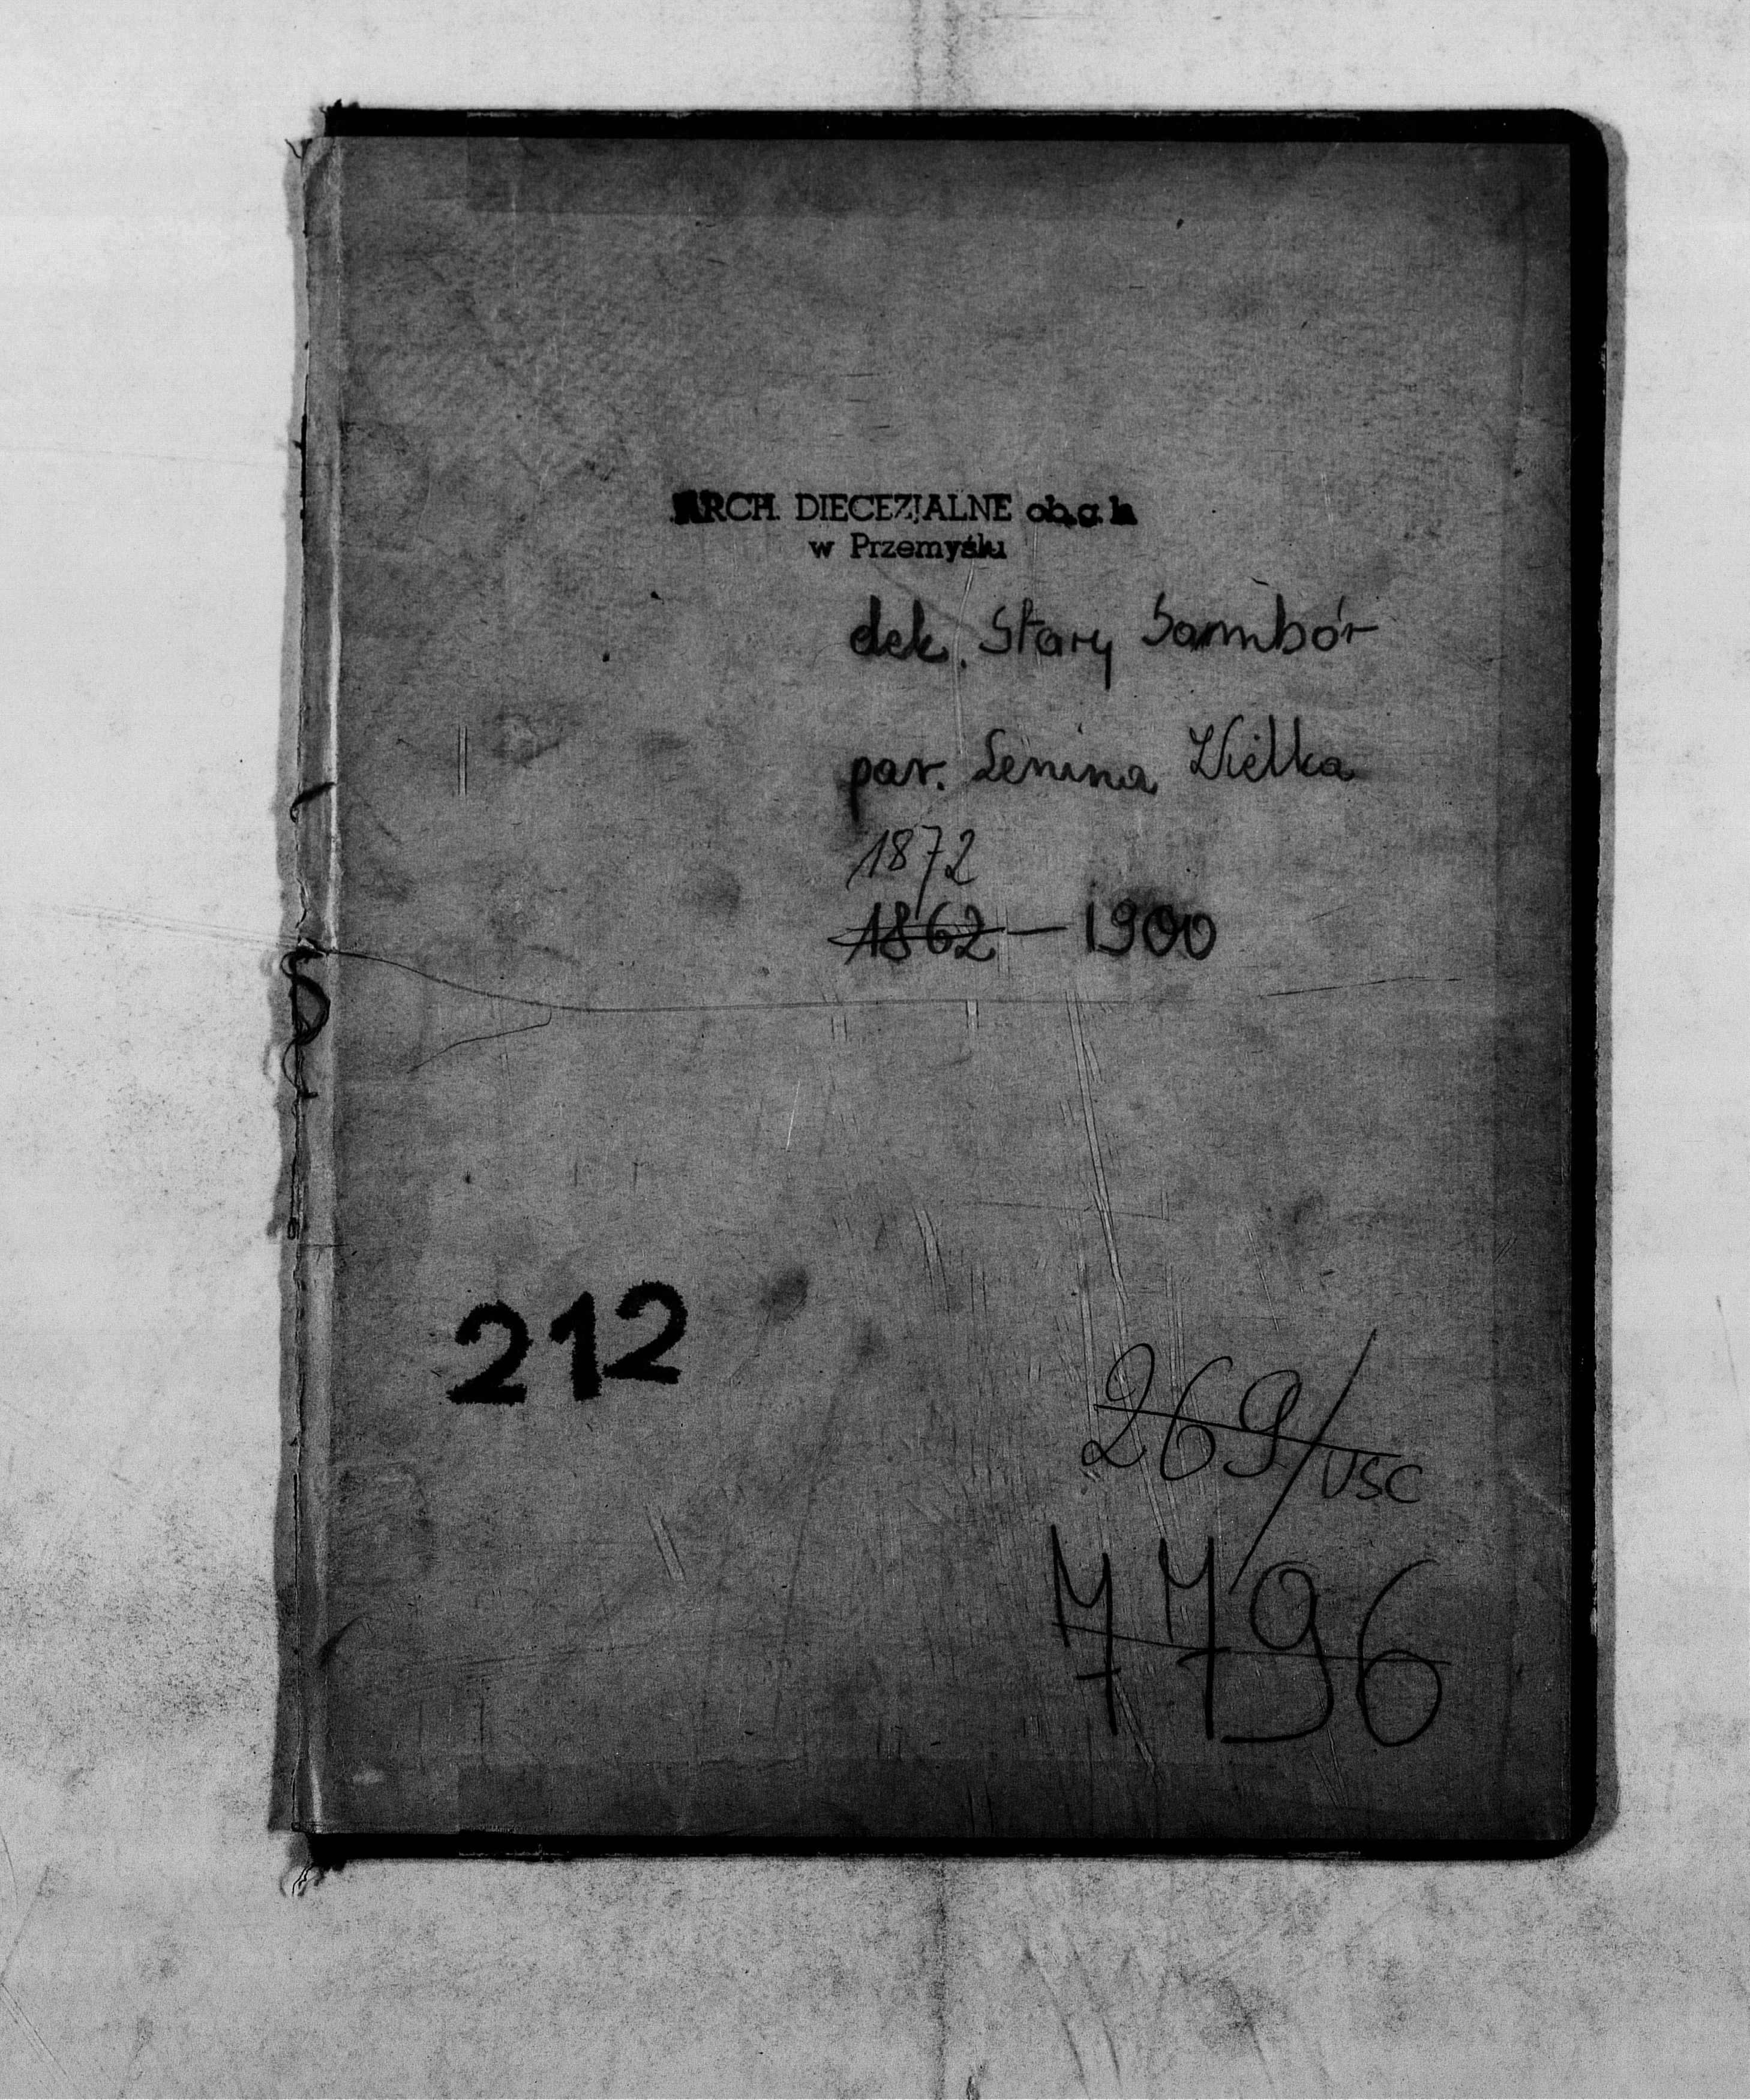 ARCH. DIECEZJALNE ob. g. k.
w Przemyślu
dek. Stary Sambór
par. Lenina Wielka
1872
1862 — 1900
212
269/USC
7796